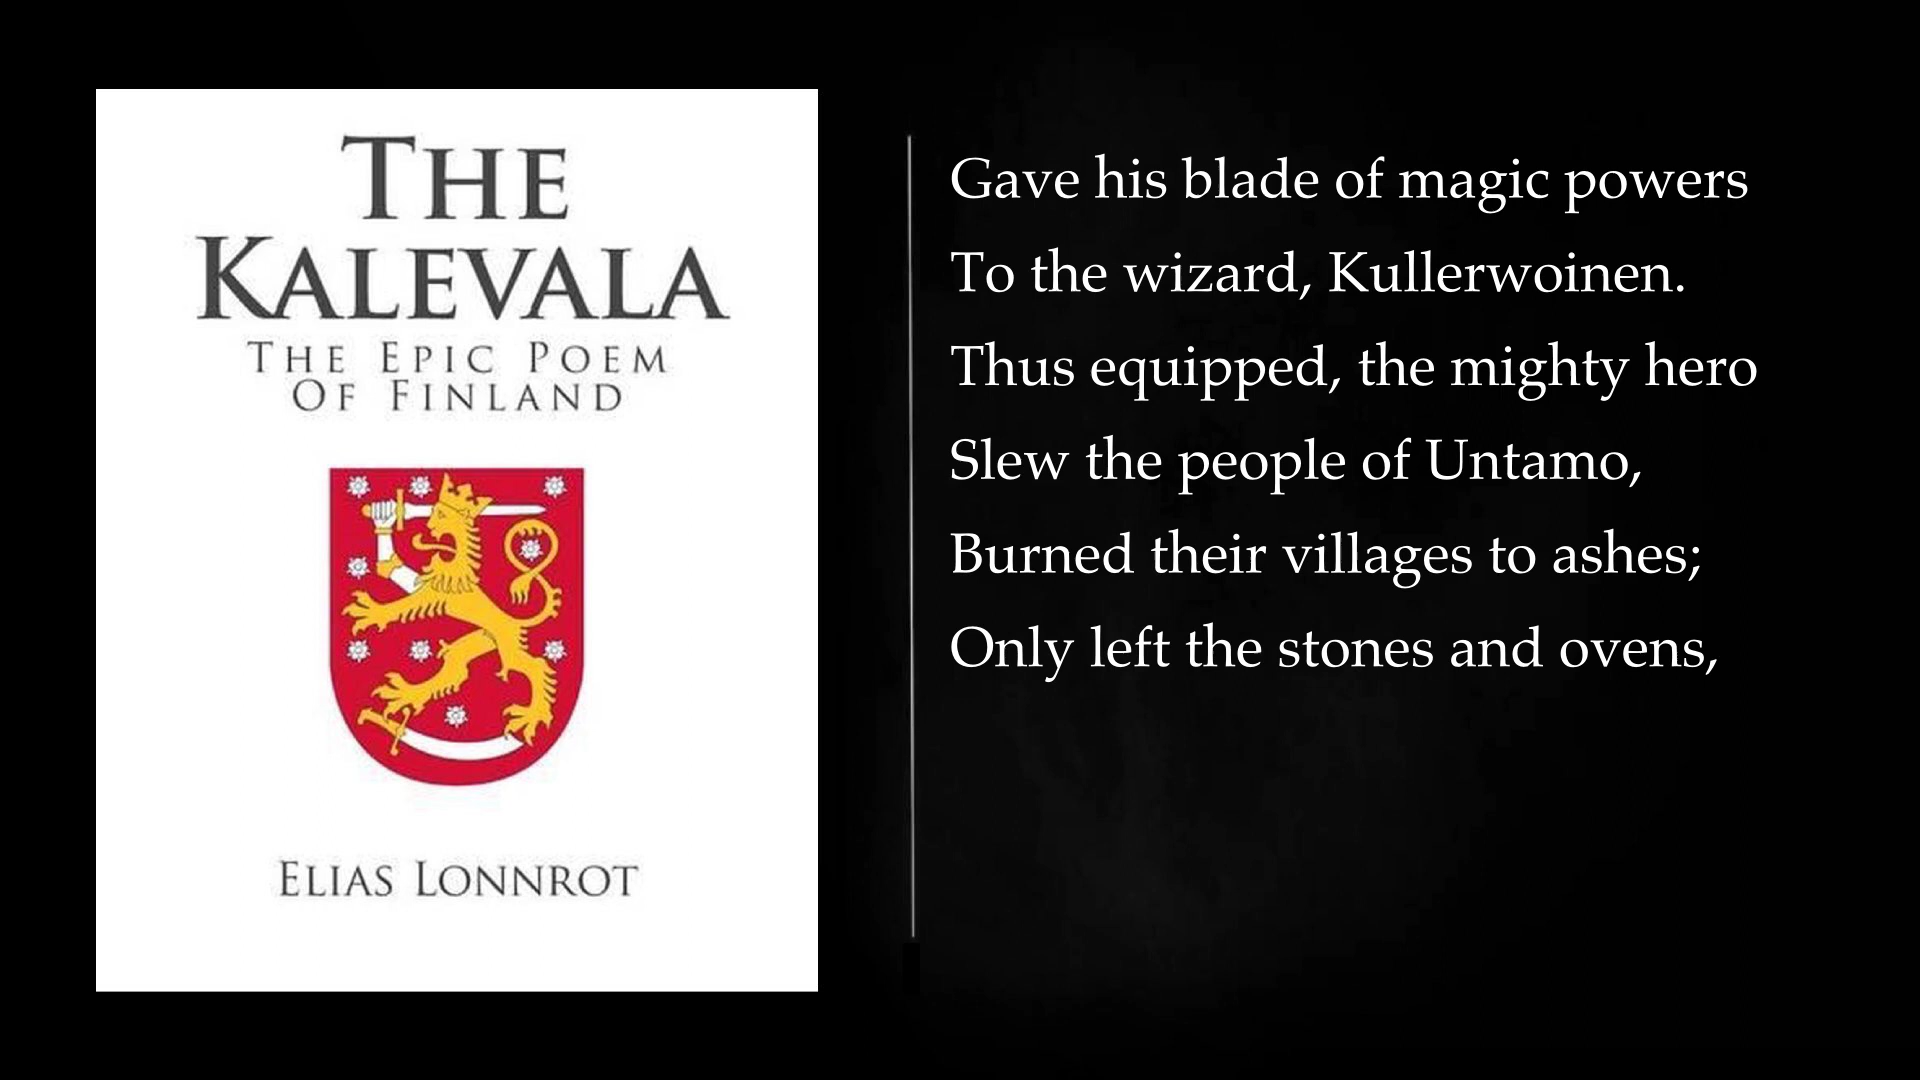 THE
KALEVALA
THE EPIC POEM
OF FINLAND
ELIAS LONNROT
Gave his blade of magic powers
To the wizard, Kullerwoinen.
Thus equipped, the mighty hero
Slew the people of Untamo,
Burned their villages to ashes;
Only left the stones and ovens,